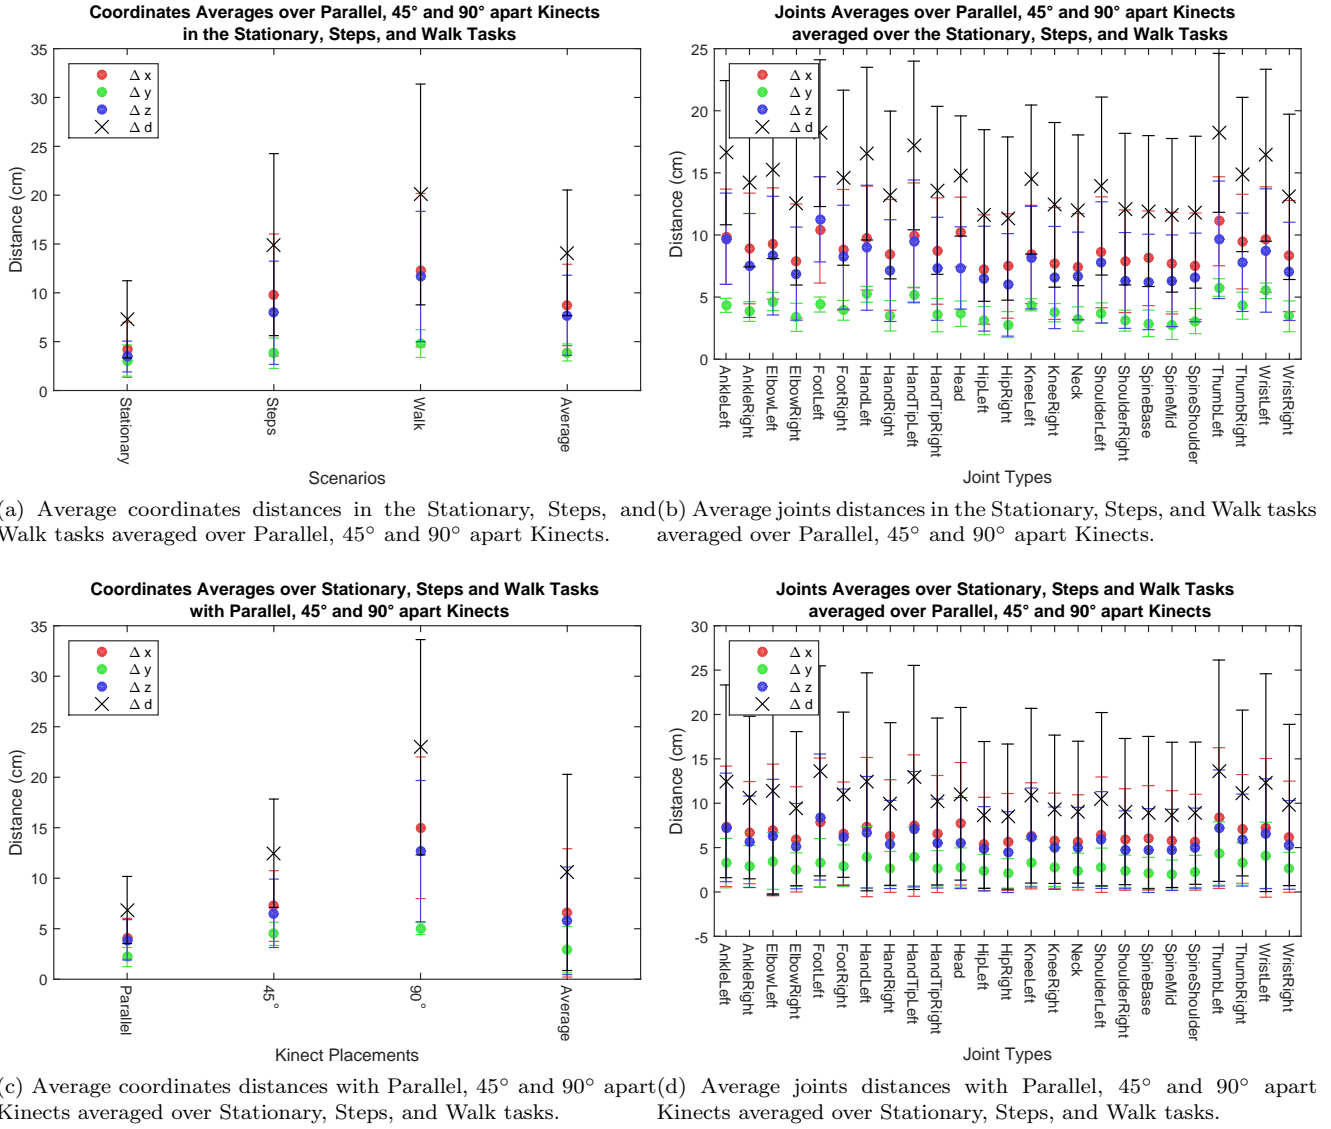 Coordinates Averages over Parallel, 45° and 90° apart Kinects
in the Stationary, Steps, and Walk Tasks
35
30
25
20
15
10
5
0
Distance (cm)
Δ x
Δ y
Δ z
Δ d
Stationary
Steps
Walk
Average
Scenarios
(a) Average coordinates distances in the Stationary, Steps, and
Walk tasks averaged over Parallel, 45° and 90° apart Kinects.
Joints Averages over Parallel, 45° and 90° apart Kinects
averaged over the Stationary, Steps, and Walk Tasks
25
20
15
10
5
0
Distance (cm)
Δ x
Δ y
Δ z
Δ d
AnkleLeft
AnkleRight
ElbowLeft
ElbowRight
FootLeft
FootRight
HandLeft
HandRight
HandTipLeft
HandTipRight
Head
HipLeft
HipRight
KneeLeft
KneeRight
Neck
ShoulderLeft
ShoulderRight
SpineBase
SpineMid
SpineShoulder
ThumbLeft
ThumbRight
WristLeft
WristRight
Joint Types
(b) Average joints distances in the Stationary, Steps, and Walk tasks
averaged over Parallel, 45° and 90° apart Kinects.
Coordinates Averages over Stationary, Steps and Walk Tasks
with Parallel, 45° and 90° apart Kinects
35
30
25
20
15
10
5
0
Distance (cm)
Δ x
Δ y
Δ z
Δ d
Parallel
45°
90°
Average
Kinect Placements
(c) Average coordinates distances with Parallel, 45° and 90° apart
Kinects averaged over Stationary, Steps, and Walk tasks.
Joints Averages over Stationary, Steps and Walk Tasks
averaged over Parallel, 45° and 90° apart Kinects
30
25
20
15
10
5
0
-5
Distance (cm)
Δ x
Δ y
Δ z
Δ d
AnkleLeft
AnkleRight
ElbowLeft
ElbowRight
FootLeft
FootRight
HandLeft
HandRight
HandTipLeft
HandTipRight
Head
HipLeft
HipRight
KneeLeft
KneeRight
Neck
ShoulderLeft
ShoulderRight
SpineBase
SpineMid
SpineShoulder
ThumbLeft
ThumbRight
WristLeft
WristRight
Joint Types
(d) Average joints distances with Parallel, 45° and 90° apart
Kinects averaged over Stationary, Steps, and Walk tasks.